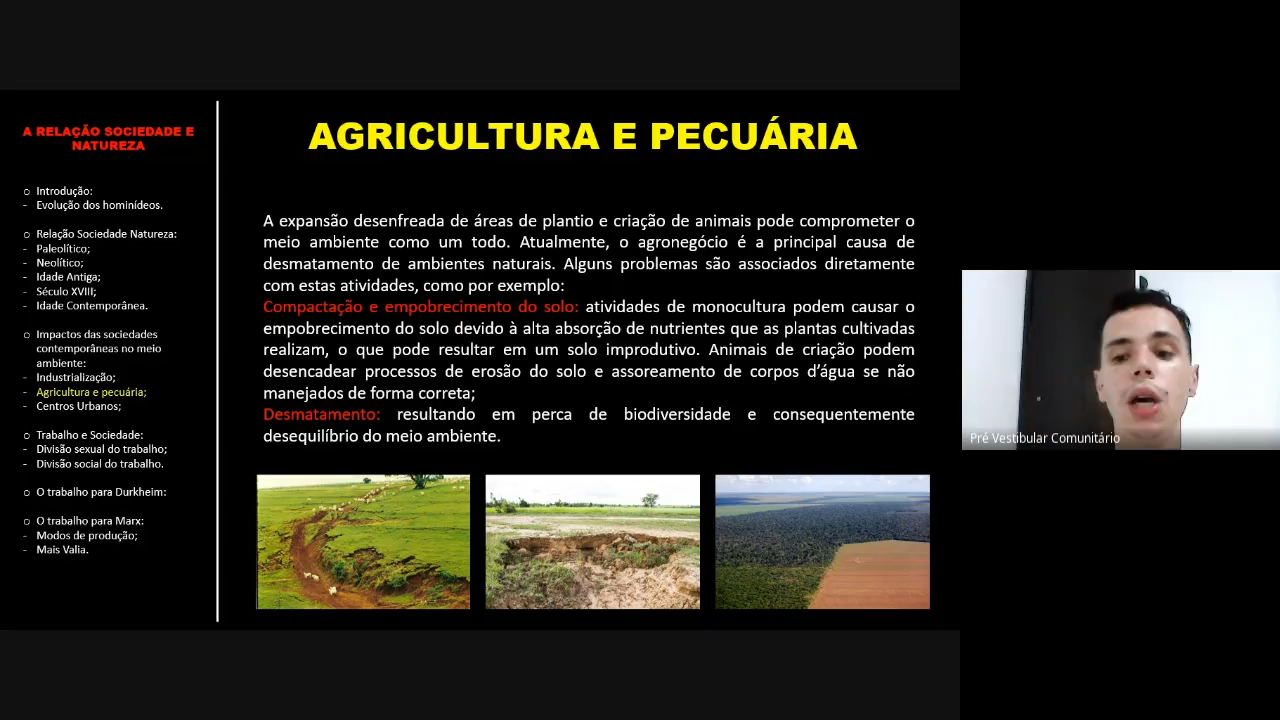 A RELAÇÃO SOCIEDADE E
NATUREZA
o Introdução:
- Evolução dos hominídeos.
o Relação Sociedade Natureza:
- Paleolítico;
- Neolítico;
- Idade Antiga;
- Século XVIII;
- Idade Contemporânea.
o Impactos das sociedades
contemporâneas no meio
ambiente:
- Industrialização;
- Agricultura e pecuária;
- Centros Urbanos;
o Trabalho e Sociedade:
- Divisão sexual do trabalho;
- Divisão social do trabalho.
o O trabalho para Durkheim:
o O trabalho para Marx:
- Modos de produção;
- Mais Valia.
AGRICULTURA E PECUÁRIA
A expansão desenfreada de áreas de plantio e criação de animais pode comprometer o
meio ambiente como um todo. Atualmente, o agronegócio é a principal causa de
desmatamento de ambientes naturais. Alguns problemas são associados diretamente
com estas atividades, como por exemplo:
Compactação e empobrecimento do solo: atividades de monocultura podem causar o
empobrecimento do solo devido à alta absorção de nutrientes que as plantas cultivadas
realizam, o que pode resultar em um solo improdutivo. Animais de criação podem
desencadear processos de erosão do solo e assoreamento de corpos d'água se não
manejados de forma correta;
Desmatamento: resultando em perca de biodiversidade e consequentemente
desequilíbrio do meio ambiente.
Pré Vestibular Comunitário